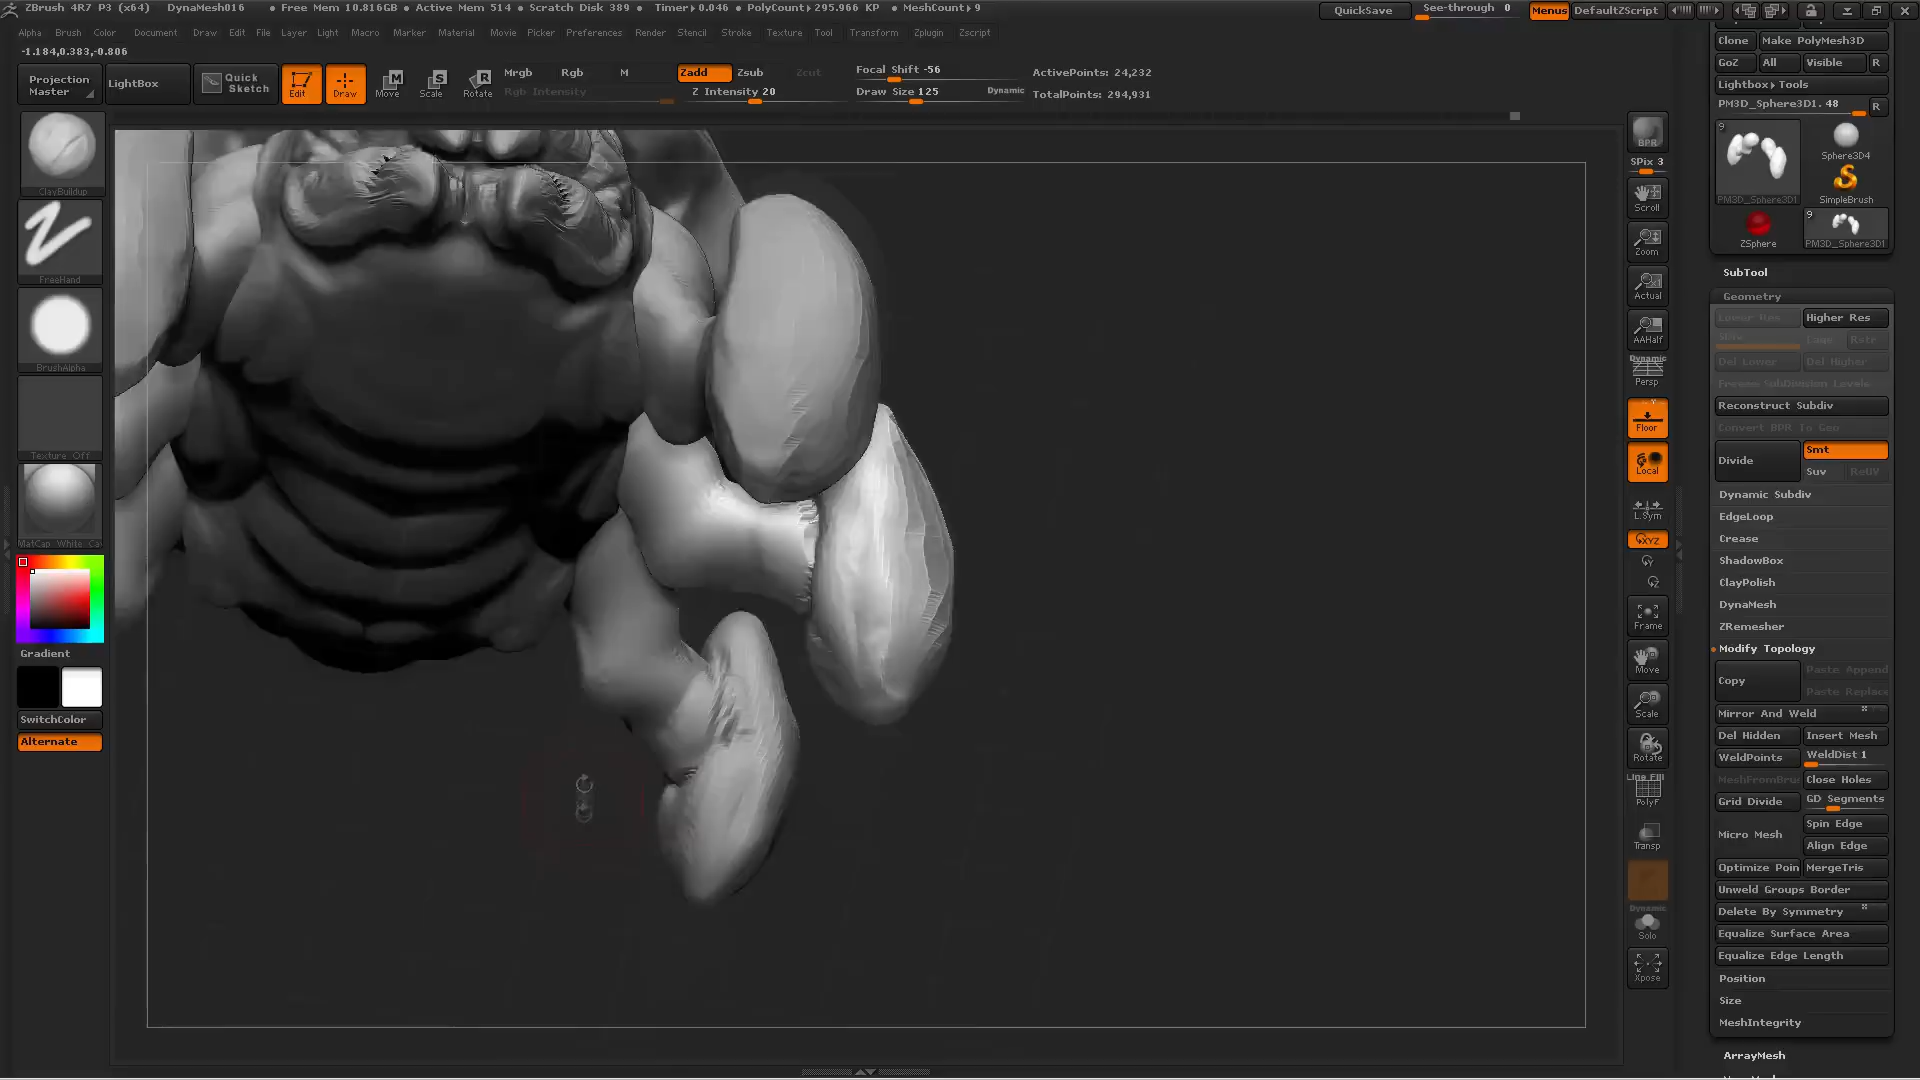 ZBrush 4R7 P3 (x64) DynaMesh016 • Free Mem 10.816GB • Active Mem 514 • Scratch Disk 389 • Timer▸0.046 • PolyCount▸295.966 KP • MeshCount▸9
QuickSave See-through 0 Menus DefaultZScript
Alpha Brush Color Document Draw Edit File Layer Light Macro Marker Material Movie Picker Preferences Render Stencil Stroke Texture Tool Transform Zplugin Zscript
-1.184,0.383,-0.806
Projection Master
LightBox
Quick Sketch
Edit
Draw
Move
Scale
Rotate
Mrgb Rgb M
Rgb Intensity
Zadd Zsub Zcut
Z Intensity 20
Focal Shift -56
Draw Size 125 Dynamic
ActivePoints: 24,232
TotalPoints: 294,931
ClayBuildup
FreeHand
BrushAlpha
Texture Off
MatCap White Ca
Gradient
SwitchColor
Alternate
BPR
SPix 3
Scroll
Zoom
Actual
AAHalf
Dynamic
Persp
Floor
Local
L.Sym
XYZ
Frame
Move
Scale
Rotate
Line Fill
PolyF
Transp
Dynamic
Solo
Xpose
Clone Make PolyMesh3D
GoZ All Visible R
Lightbox▸Tools
PM3D_Sphere3D1. 48 R
9
PM3D_Sphere3D1
Sphere3D4
SimpleBrush
ZSphere
9
PM3D_Sphere3D1
SubTool
Geometry
Lower Res Higher Res
SDiv Cage Rstr
Del Lower Del Higher
Freeze SubDivision Levels
Reconstruct Subdiv
Convert BPR To Geo
Divide Smt
Suv ReUV
Dynamic Subdiv
EdgeLoop
Crease
ShadowBox
ClayPolish
DynaMesh
ZRemesher
Modify Topology
Copy Paste Append
Paste Replace
Mirror And Weld
Del Hidden Insert Mesh
WeldPoints WeldDist 1
MeshFromBru Close Holes
Grid Divide GD Segments
Micro Mesh Spin Edge
Align Edge
Optimize Poin MergeTris
Unweld Groups Border
Delete By Symmetry
Equalize Surface Area
Equalize Edge Length
Position
Size
MeshIntegrity
ArrayMesh